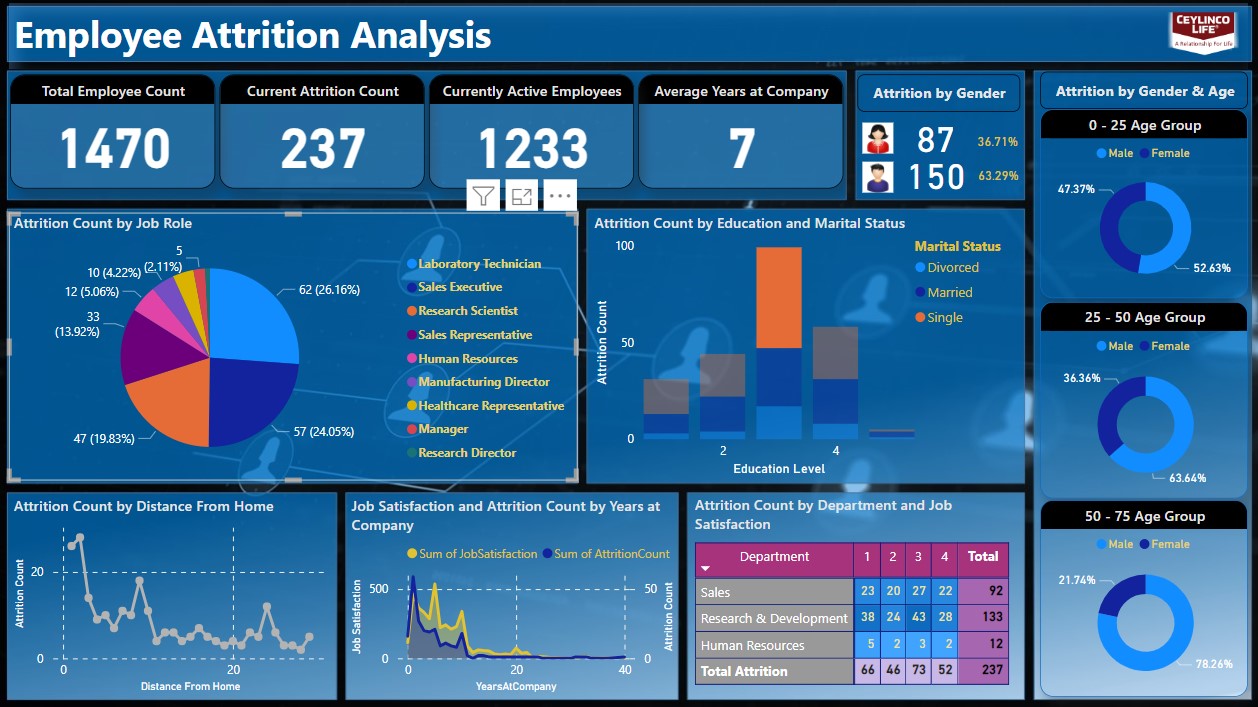 Employee Attrition Analysis
CEYLINCO
LIFE
A Relationship For Life
Total Employee Count
1470
Current Attrition Count
237
Currently Active Employees
1233
Average Years at Company
7
Attrition by Gender
87 36.71%
150 63.29%
Attrition by Gender & Age
0 - 25 Age Group
Male Female
47.37%
52.63%
25 - 50 Age Group
Male Female
36.36%
63.64%
50 - 75 Age Group
Male Female
21.74%
78.26%
Attrition Count by Job Role
5
(2.11%)
10 (4.22%)
12 (5.06%)
33
(13.92%)
47 (19.83%)
57 (24.05%)
62 (26.16%)
Laboratory Technician
Sales Executive
Research Scientist
Sales Representative
Human Resources
Manufacturing Director
Healthcare Representative
Manager
Research Director
Attrition Count by Education and Marital Status
Attrition Count
100
50
0
2 4
Education Level
Marital Status
Divorced
Married
Single
Attrition Count by Distance From Home
Attrition Count
20
0
0 20
Distance From Home
Job Satisfaction and Attrition Count by Years at
Company
Sum of JobSatisfaction Sum of AttritionCount
Job Satisfaction
500
0
0 20 40
50
0
Attrition Count
YearsAtCompany
Attrition Count by Department and Job
Satisfaction
Department 1 2 3 4 Total
Sales 23 20 27 22 92
Research & Development 38 24 43 28 133
Human Resources 5 2 3 2 12
Total Attrition 66 46 73 52 237